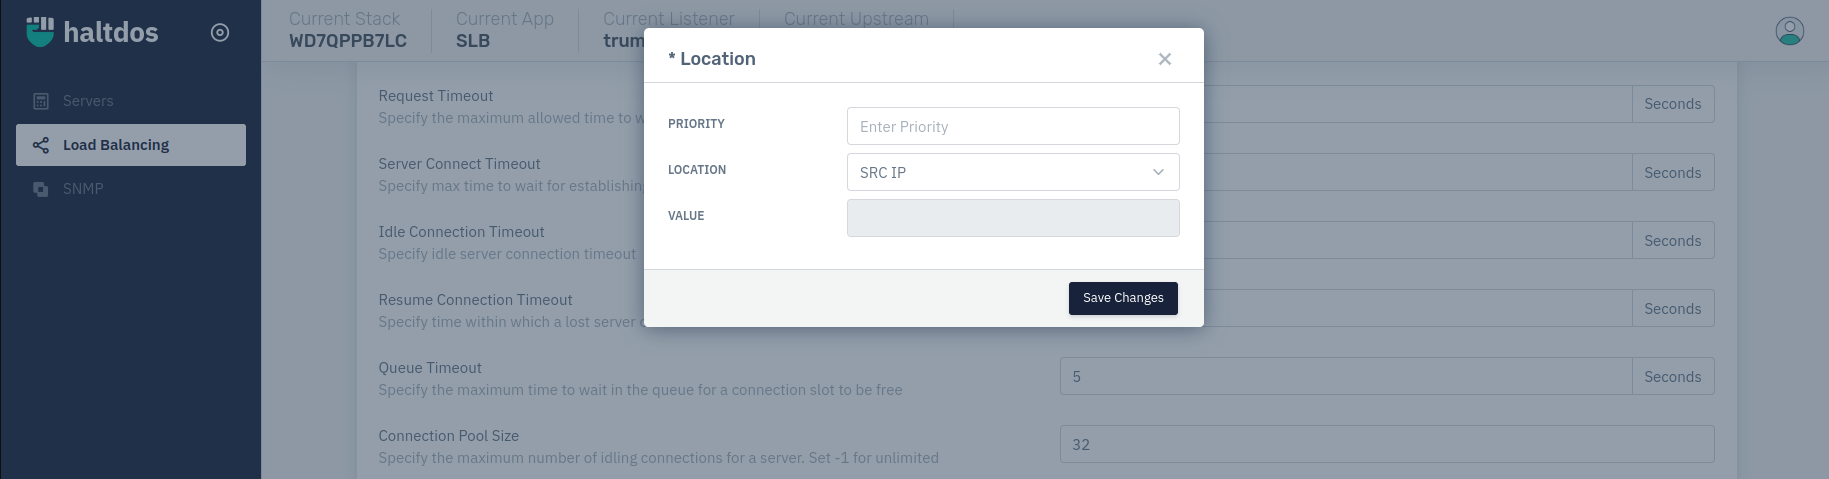 haltdos
Servers
Load Balancing
SNMP
Current Stack
WD7QPPB7LC
Current App
SLB
Current Listener
Current Upstream
* Location
PRIORITY
Enter Priority
LOCATION
SRC IP
VALUE
Save Changes
Request Timeout
Specify the maximum allowed time to
Seconds
Server Connect Timeout
Specify max time to wait for
Seconds
Idle Connection Timeout
Specify idle server connection timeout
Seconds
Resume Connection Timeout
Specify time within which a lost server
Seconds
Queue Timeout
Specify the maximum time to wait in the queue for a connection slot to be free
5
Seconds
Connection Pool Size
Specify the maximum number of idling connections for a server. Set -1 for unlimited
32